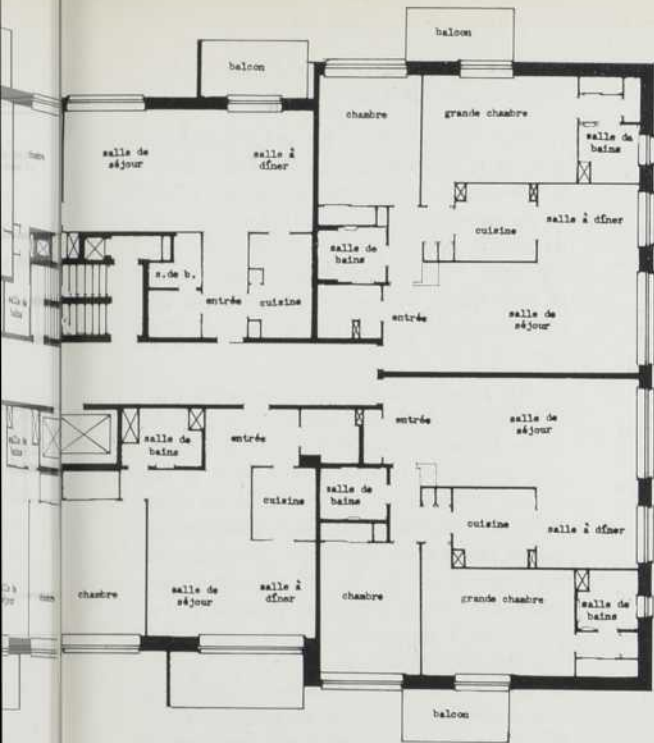 balcon
balcon
chambre
grande chambre
salle de
bains
salle de
séjour
salle à
dîner
salle à dîner
cuisine
salle de
bains
s.de b.
entrée
cuisine
entrée
salle de
séjour
salle de
bains
entrée
entrée
salle de
séjour
cuisine
salle de
bains
cuisine
salle à dîner
chambre
salle de
séjour
salle à
dîner
chambre
grande chambre
salle de
bains
balcon